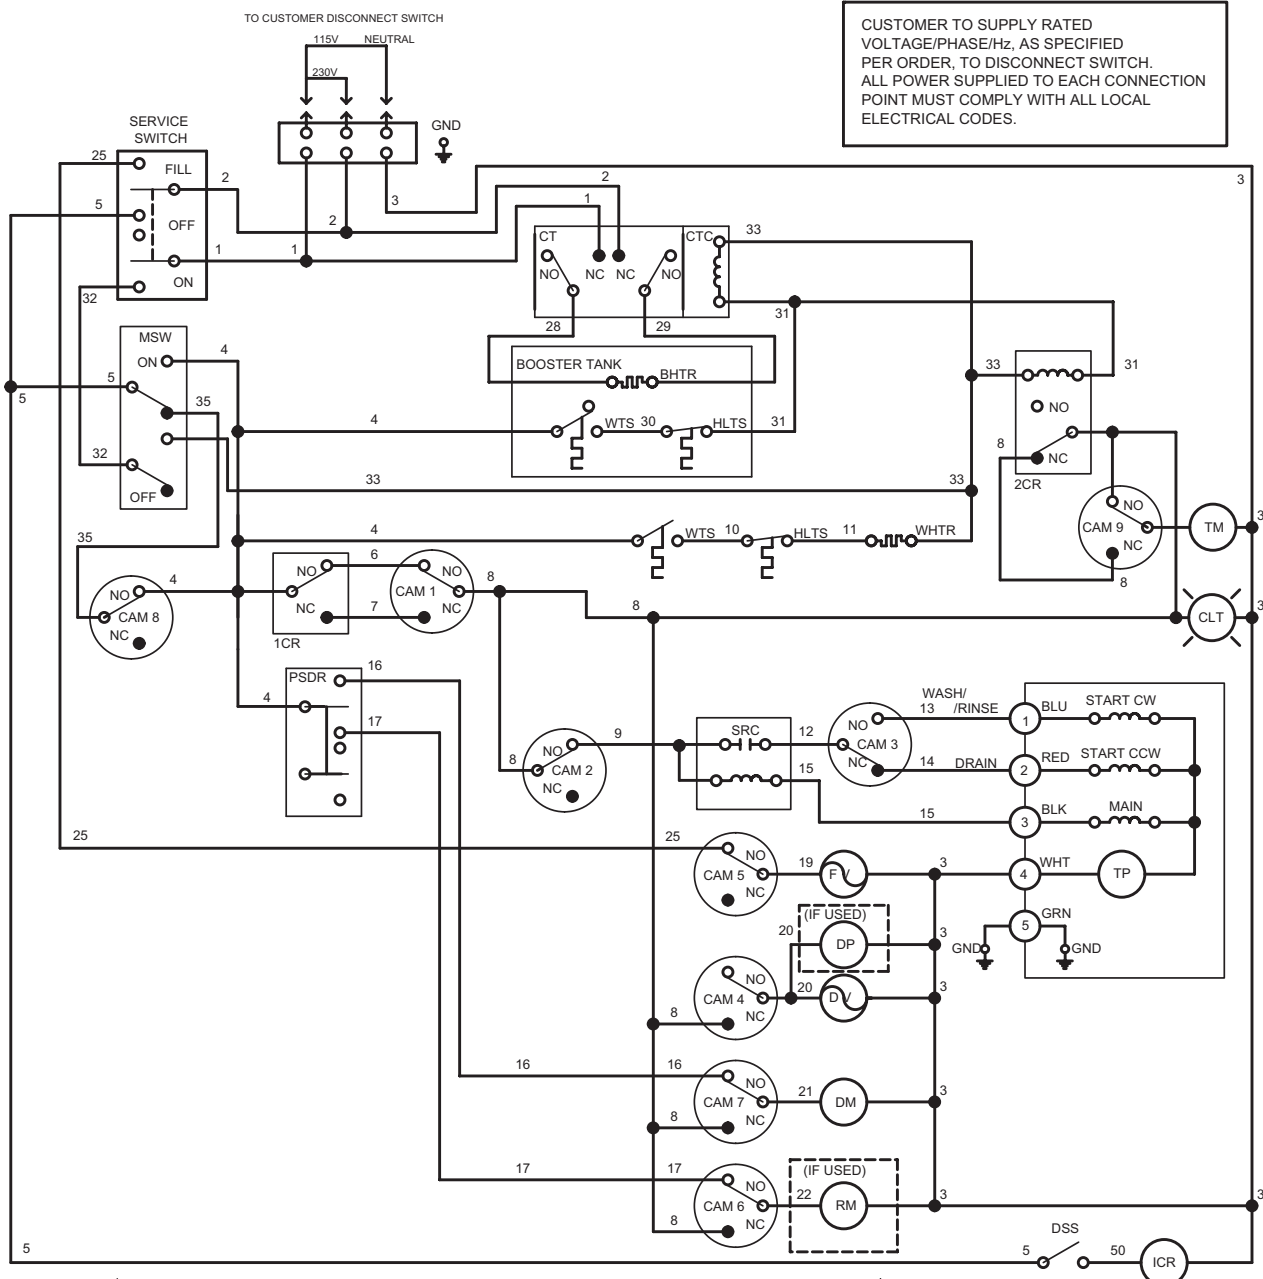 TO CUSTOMER DISCONNECT SWITCH
115V NEUTRAL
230V
CUSTOMER TO SUPPLY RATED
VOLTAGE/PHASE/Hz, AS SPECIFIED
PER ORDER, TO DISCONNECT SWITCH.
ALL POWER SUPPLIED TO EACH CONNECTION
POINT MUST COMPLY WITH ALL LOCAL
ELECTRICAL CODES.
SERVICE
SWITCH
GND
25
FILL
2
2
3
3
5
1
OFF
2
1
1
ON
32
CT
CTC
33
NO NC NC NO
28 29
31
MSW
ON
4
BOOSTER TANK
BHTR
33 31
5
5
35
4
WTS 30 HLTS 31
NO
8
NC
2CR
32
OFF
33
33
NO
CAM 9
NC
TM
3
8
35
4
WTS 10 HLTS 11 WHTR
4
NO
CAM 8
NC
NO
NC
1CR
6
7
NO
CAM 1
NC
8
8
CLT
3
PSDR
16
4
17
WASH/
13 /RINSE
1
BLU
START CW
NO
CAM 3
NC
9
SRC
12
8
NO
CAM 2
NC
14 DRAIN
2
RED
START CCW
15
15
3
BLK
MAIN
25
25
NO
CAM 5
NC
19
F V
3
4
WHT
TP
(IF USED)
20
DP
3
5
GRN
GND
GND
NO
CAM 4
NC
20
D V
3
8
16
16
NO
CAM 7
NC
21
DM
3
8
17
17
NO
CAM 6
NC
(IF USED)
22
RM
3
3
8
5
DSS
5
50
ICR